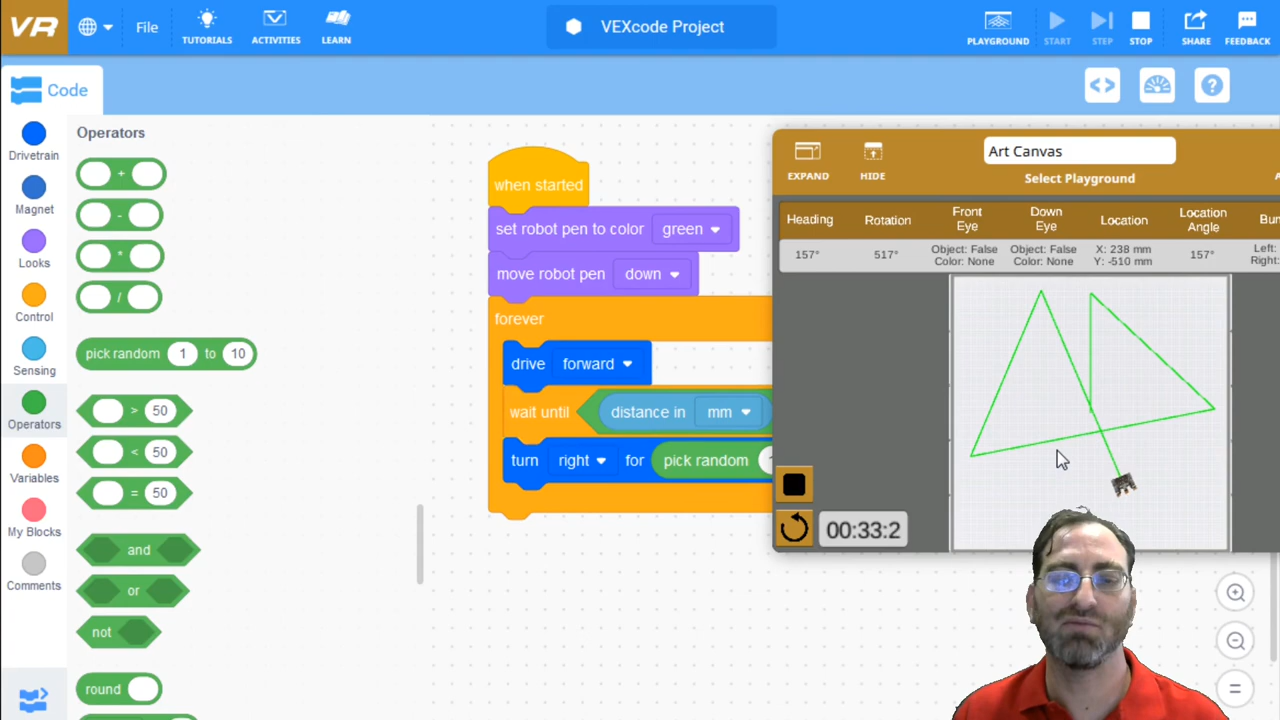 VR
File
TUTORIALS
ACTIVITIES
LEARN
VEXcode Project
PLAYGROUND
START
STEP
STOP
SHARE
FEEDBACK
Code
Drivetrain
Magnet
Looks
Control
Sensing
Operators
Variables
My Blocks
Comments
Operators
+
-
*
/
pick random 1 to 10
> 50
< 50
= 50
and
or
not
round
when started
set robot pen to color green
move robot pen down
forever
drive forward
wait until distance in mm
turn right for pick random
EXPAND
HIDE
Art Canvas
Select Playground
Heading
Rotation
Front
Eye
Down
Eye
Location
Location
Angle
157°
517°
Object: False
Color: None
Object: False
Color: None
X: 238 mm
Y: -510 mm
157°
Left:
Right:
00:33:2